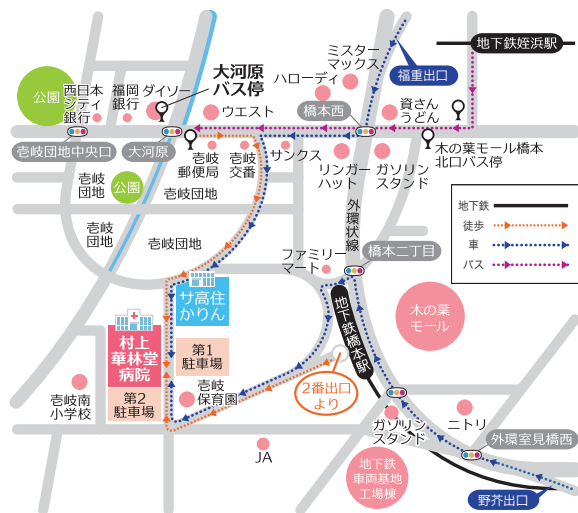 地下鉄姪浜駅
ミスター
マックス
福重出口
大河原
バス停
ハローディ
公園
西日本
シティ
銀行
福岡
銀行
ダイソー
ウエスト
橋本西
資さん
うどん
壱岐団地中央口
大河原
壱岐
郵便局
壱岐
交番
サンクス
リンガー
ハット
ガソリン
スタンド
木の葉モール橋本
北口バス停
壱岐
団地
公園
壱岐団地
外環状線
地下鉄
徒歩
車
バス
壱岐
団地
壱岐団地
ファミリー
マート
橋本二丁目
サ高住
かりん
地下鉄橋本駅
木の葉
モール
村上
華林堂
病院
第1
駐車場
第2
駐車場
壱岐
保育園
2番出口
より
壱岐南
小学校
ガソリン
スタンド
ニトリ
外環室見橋西
JA
地下鉄
車両基地
工場棟
野芥出口